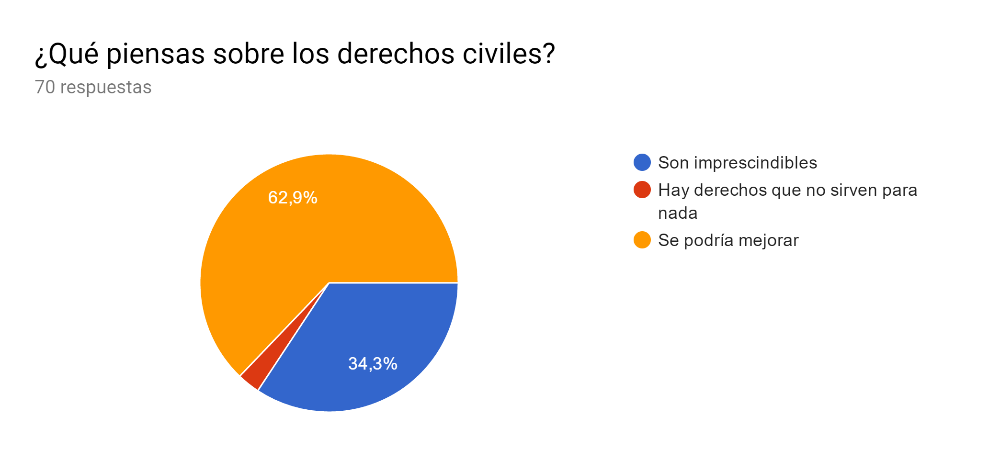 ¿Qué piensas sobre los derechos civiles?
70 respuestas
62,9%
34,3%
Son imprescindibles
Hay derechos que no sirven para
nada
Se podría mejorar